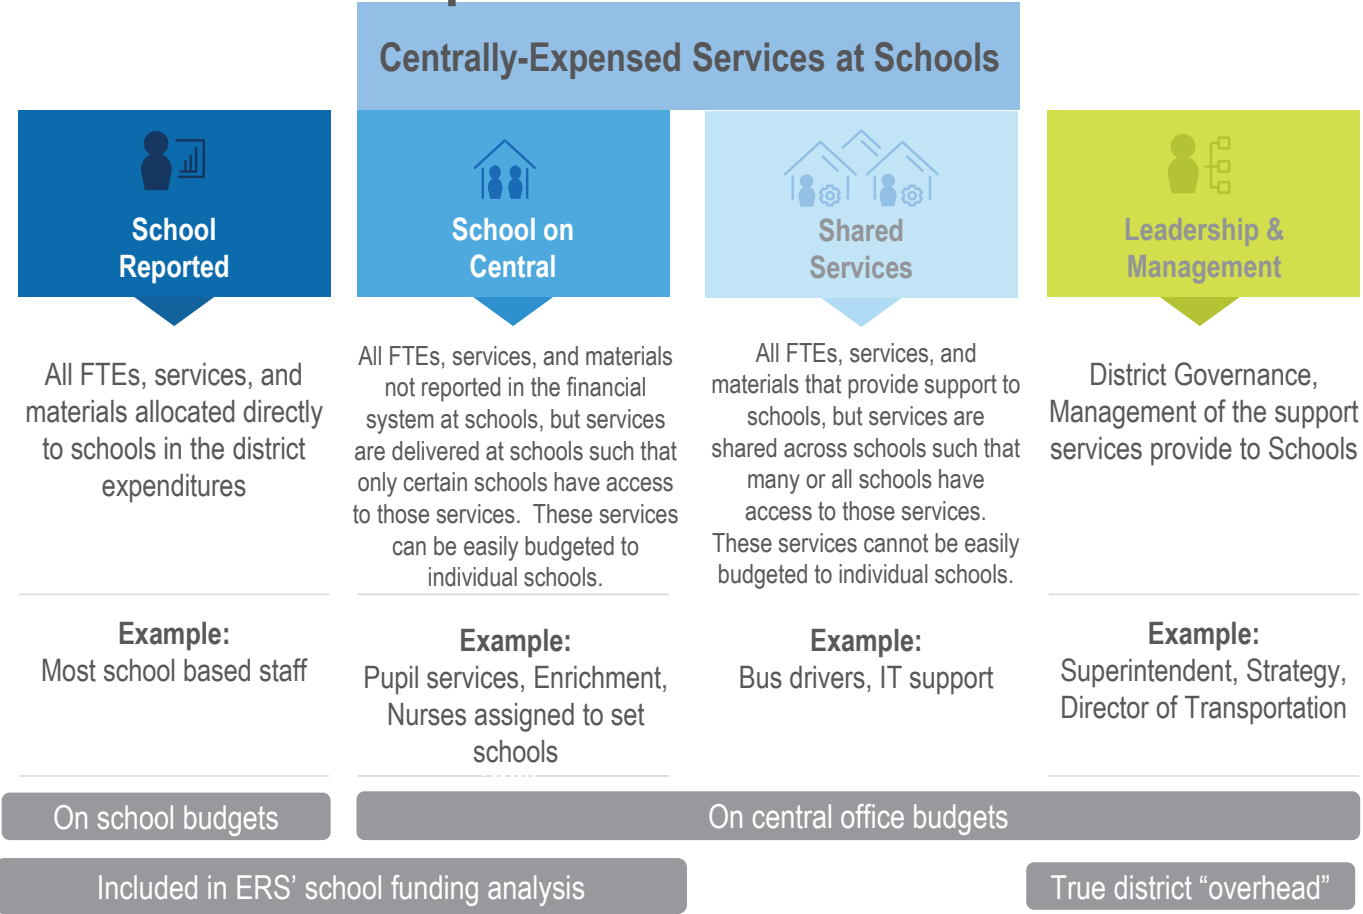 Centrally-Expensed Services at Schools
School
Reported
All FTEs, services, and
materials allocated directly
to schools in the district
expenditures
Example:
Most school based staff
School on
Central
All FTEs, services, and materials
not reported in the financial
system at schools, but services
are delivered at schools such that
only certain schools have access
to those services.  These services
can be easily budgeted to
individual schools.
Example:
Pupil services, Enrichment,
Nurses assigned to set
schools
Shared
Services
All FTEs, services, and
materials that provide support to
schools, but services are
shared across schools such that
many or all schools have
access to those services.
These services cannot be easily
budgeted to individual schools.
Example:
Bus drivers, IT support
Leadership &
Management
District Governance,
Management of the support
services provide to Schools
Example:
Superintendent, Strategy,
Director of Transportation
On school budgets
On central office budgets
Included in ERS’ school funding analysis
True district “overhead”